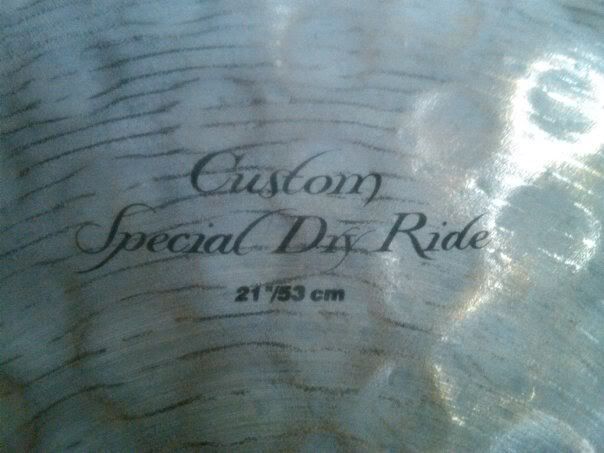 Custom
Special Dry Ride
21"/53 cm